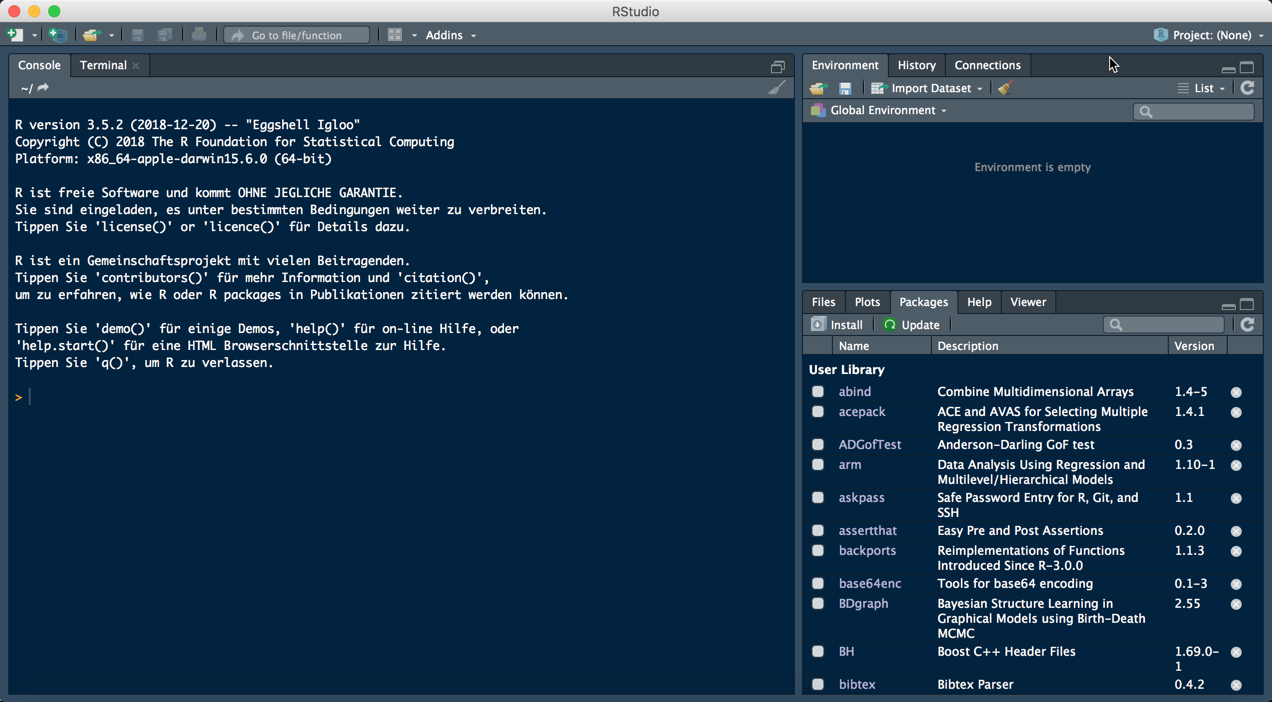 RStudio
Go to file/function
Addins
Project: (None)
Console Terminal
~/
R version 3.5.2 (2018-12-20) -- "Eggshell Igloo"
Copyright (C) 2018 The R Foundation for Statistical Computing
Platform: x86_64-apple-darwin15.6.0 (64-bit)
R ist freie Software und kommt OHNE JEGLICHE GARANTIE.
Sie sind eingeladen, es unter bestimmten Bedingungen weiter zu verbreiten.
Tippen Sie 'license()' or 'licence()' für Details dazu.
R ist ein Gemeinschaftsprojekt mit vielen Beitragenden.
Tippen Sie 'contributors()' für mehr Information und 'citation()',
um zu erfahren, wie R oder R packages in Publikationen zitiert werden können.
Tippen Sie 'demo()' für einige Demos, 'help()' für on-line Hilfe, oder
'help.start()' für eine HTML Browserschnittstelle zur Hilfe.
Tippen Sie 'q()', um R zu verlassen.
>
Environment History Connections
Import Dataset List
Global Environment
Environment is empty
Files Plots Packages Help Viewer
Install Update
Name Description Version
User Library
abind Combine Multidimensional Arrays 1.4-5
acepack ACE and AVAS for Selecting Multiple 1.4.1
Regression Transformations
ADGofTest Anderson-Darling GoF test 0.3
arm Data Analysis Using Regression and 1.10-1
Multilevel/Hierarchical Models
askpass Safe Password Entry for R, Git, and 1.1
SSH
assertthat Easy Pre and Post Assertions 0.2.0
backports Reimplementations of Functions 1.1.3
Introduced Since R-3.0.0
base64enc Tools for base64 encoding 0.1-3
BDgraph Bayesian Structure Learning in 2.55
Graphical Models using Birth-Death
MCMC
BH Boost C++ Header Files 1.69.0-
1
bibtex Bibtex Parser 0.4.2